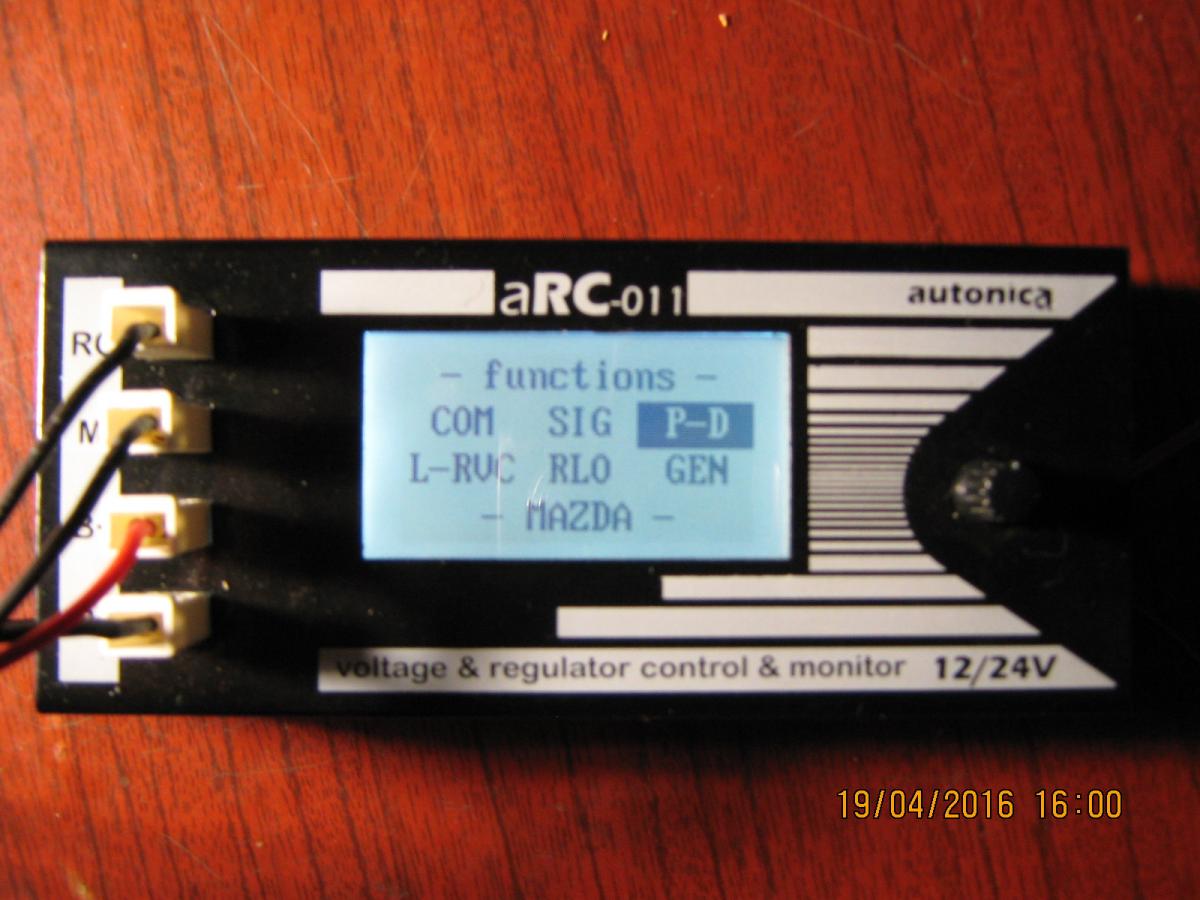 aRC-011
autonica
- functions -
COM SIG P-D
L-RVC RLO GEN
- MAZDA -
voltage & regulator control & monitor 12/24V
19/04/2016 16:00